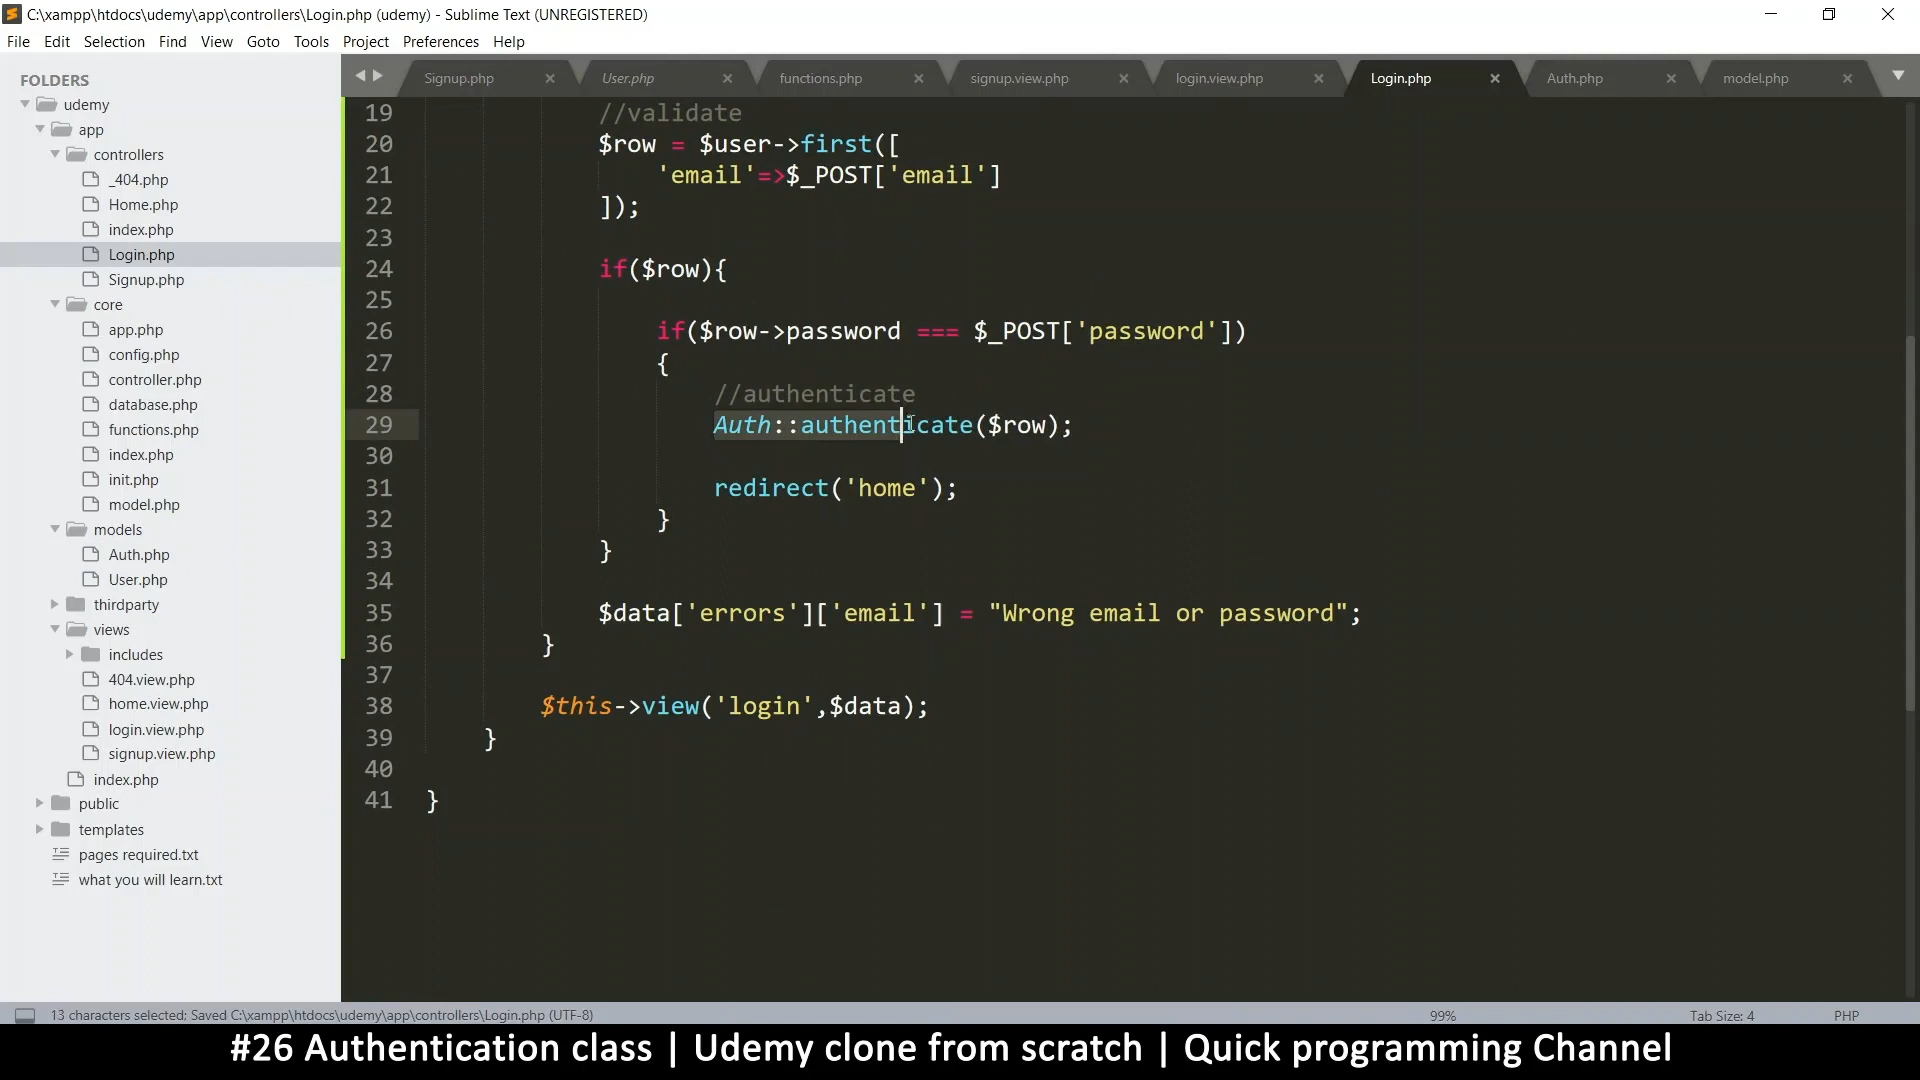 C:\xampp\htdocs\udemy\app\controllers\Login.php (udemy) - Sublime Text (UNREGISTERED)
File Edit Selection Find View Goto Tools Project Preferences Help
FOLDERS
udemy
app
controllers
_404.php
Home.php
index.php
Login.php
Signup.php
core
app.php
config.php
controller.php
database.php
functions.php
index.php
init.php
model.php
models
Auth.php
User.php
thirdparty
views
includes
404.view.php
home.view.php
login.view.php
signup.view.php
index.php
public
templates
pages required.txt
what you will learn.txt
Signup.php User.php functions.php signup.view.php login.view.php Login.php Auth.php model.php
19 //validate
20 $row = $user->first([
21 'email'=>$_POST['email']
22 ]);
23
24 if($row){
25
26 if($row->password === $_POST['password'])
27 {
28 //authenticate
29 Auth::authenticate($row);
30
31 redirect('home');
32 }
33 }
34
35 $data['errors']['email'] = "Wrong email or password";
36 }
37
38 $this->view('login',$data);
39 }
40
41 }
13 characters selected; Saved C:\xampp\htdocs\udemy\app\controllers\Login.php (UTF-8) 99% Tab Size: 4 PHP
#26 Authentication class | Udemy clone from scratch | Quick programming Channel